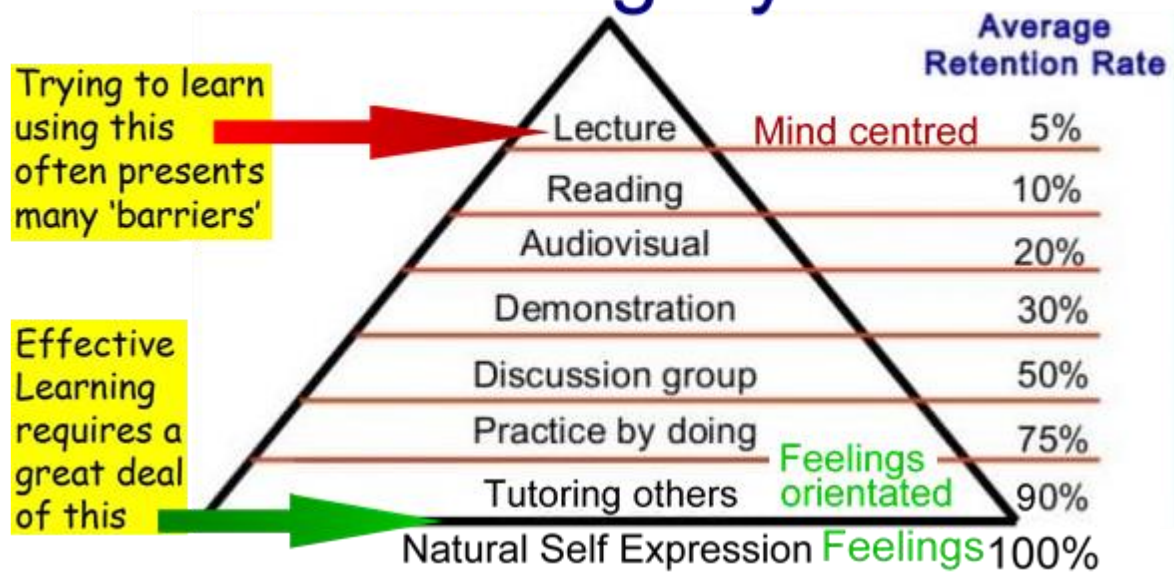 Average
Retention Rate
Trying to learn
using this
often presents
many 'barriers'
Lecture Mind centred 5%
Reading 10%
Audiovisual 20%
Demonstration 30%
Effective
Learning
requires a
great deal
of this
Discussion group 50%
Practice by doing 75%
Feelings
orientated
Tutoring others 90%
Natural Self Expression Feelings 100%